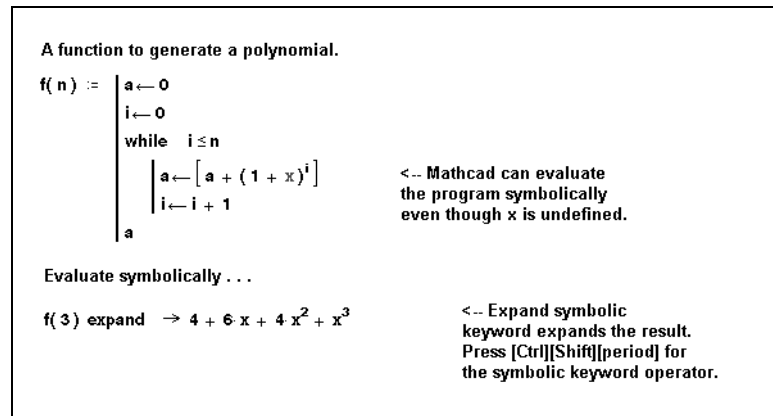 A function to generate a polynomial.
f( n ) := a ← 0
i ← 0
while i ≤ n
a ← [ a + ( 1 + x )^i ]
i ← i + 1
a
<-- Mathcad can evaluate
the program symbolically
even though x is undefined.
Evaluate symbolically . . .
f( 3 ) expand → 4 + 6· x + 4· x² + x³
<-- Expand symbolic
keyword expands the result.
Press [Ctrl][Shift][period] for
the symbolic keyword operator.